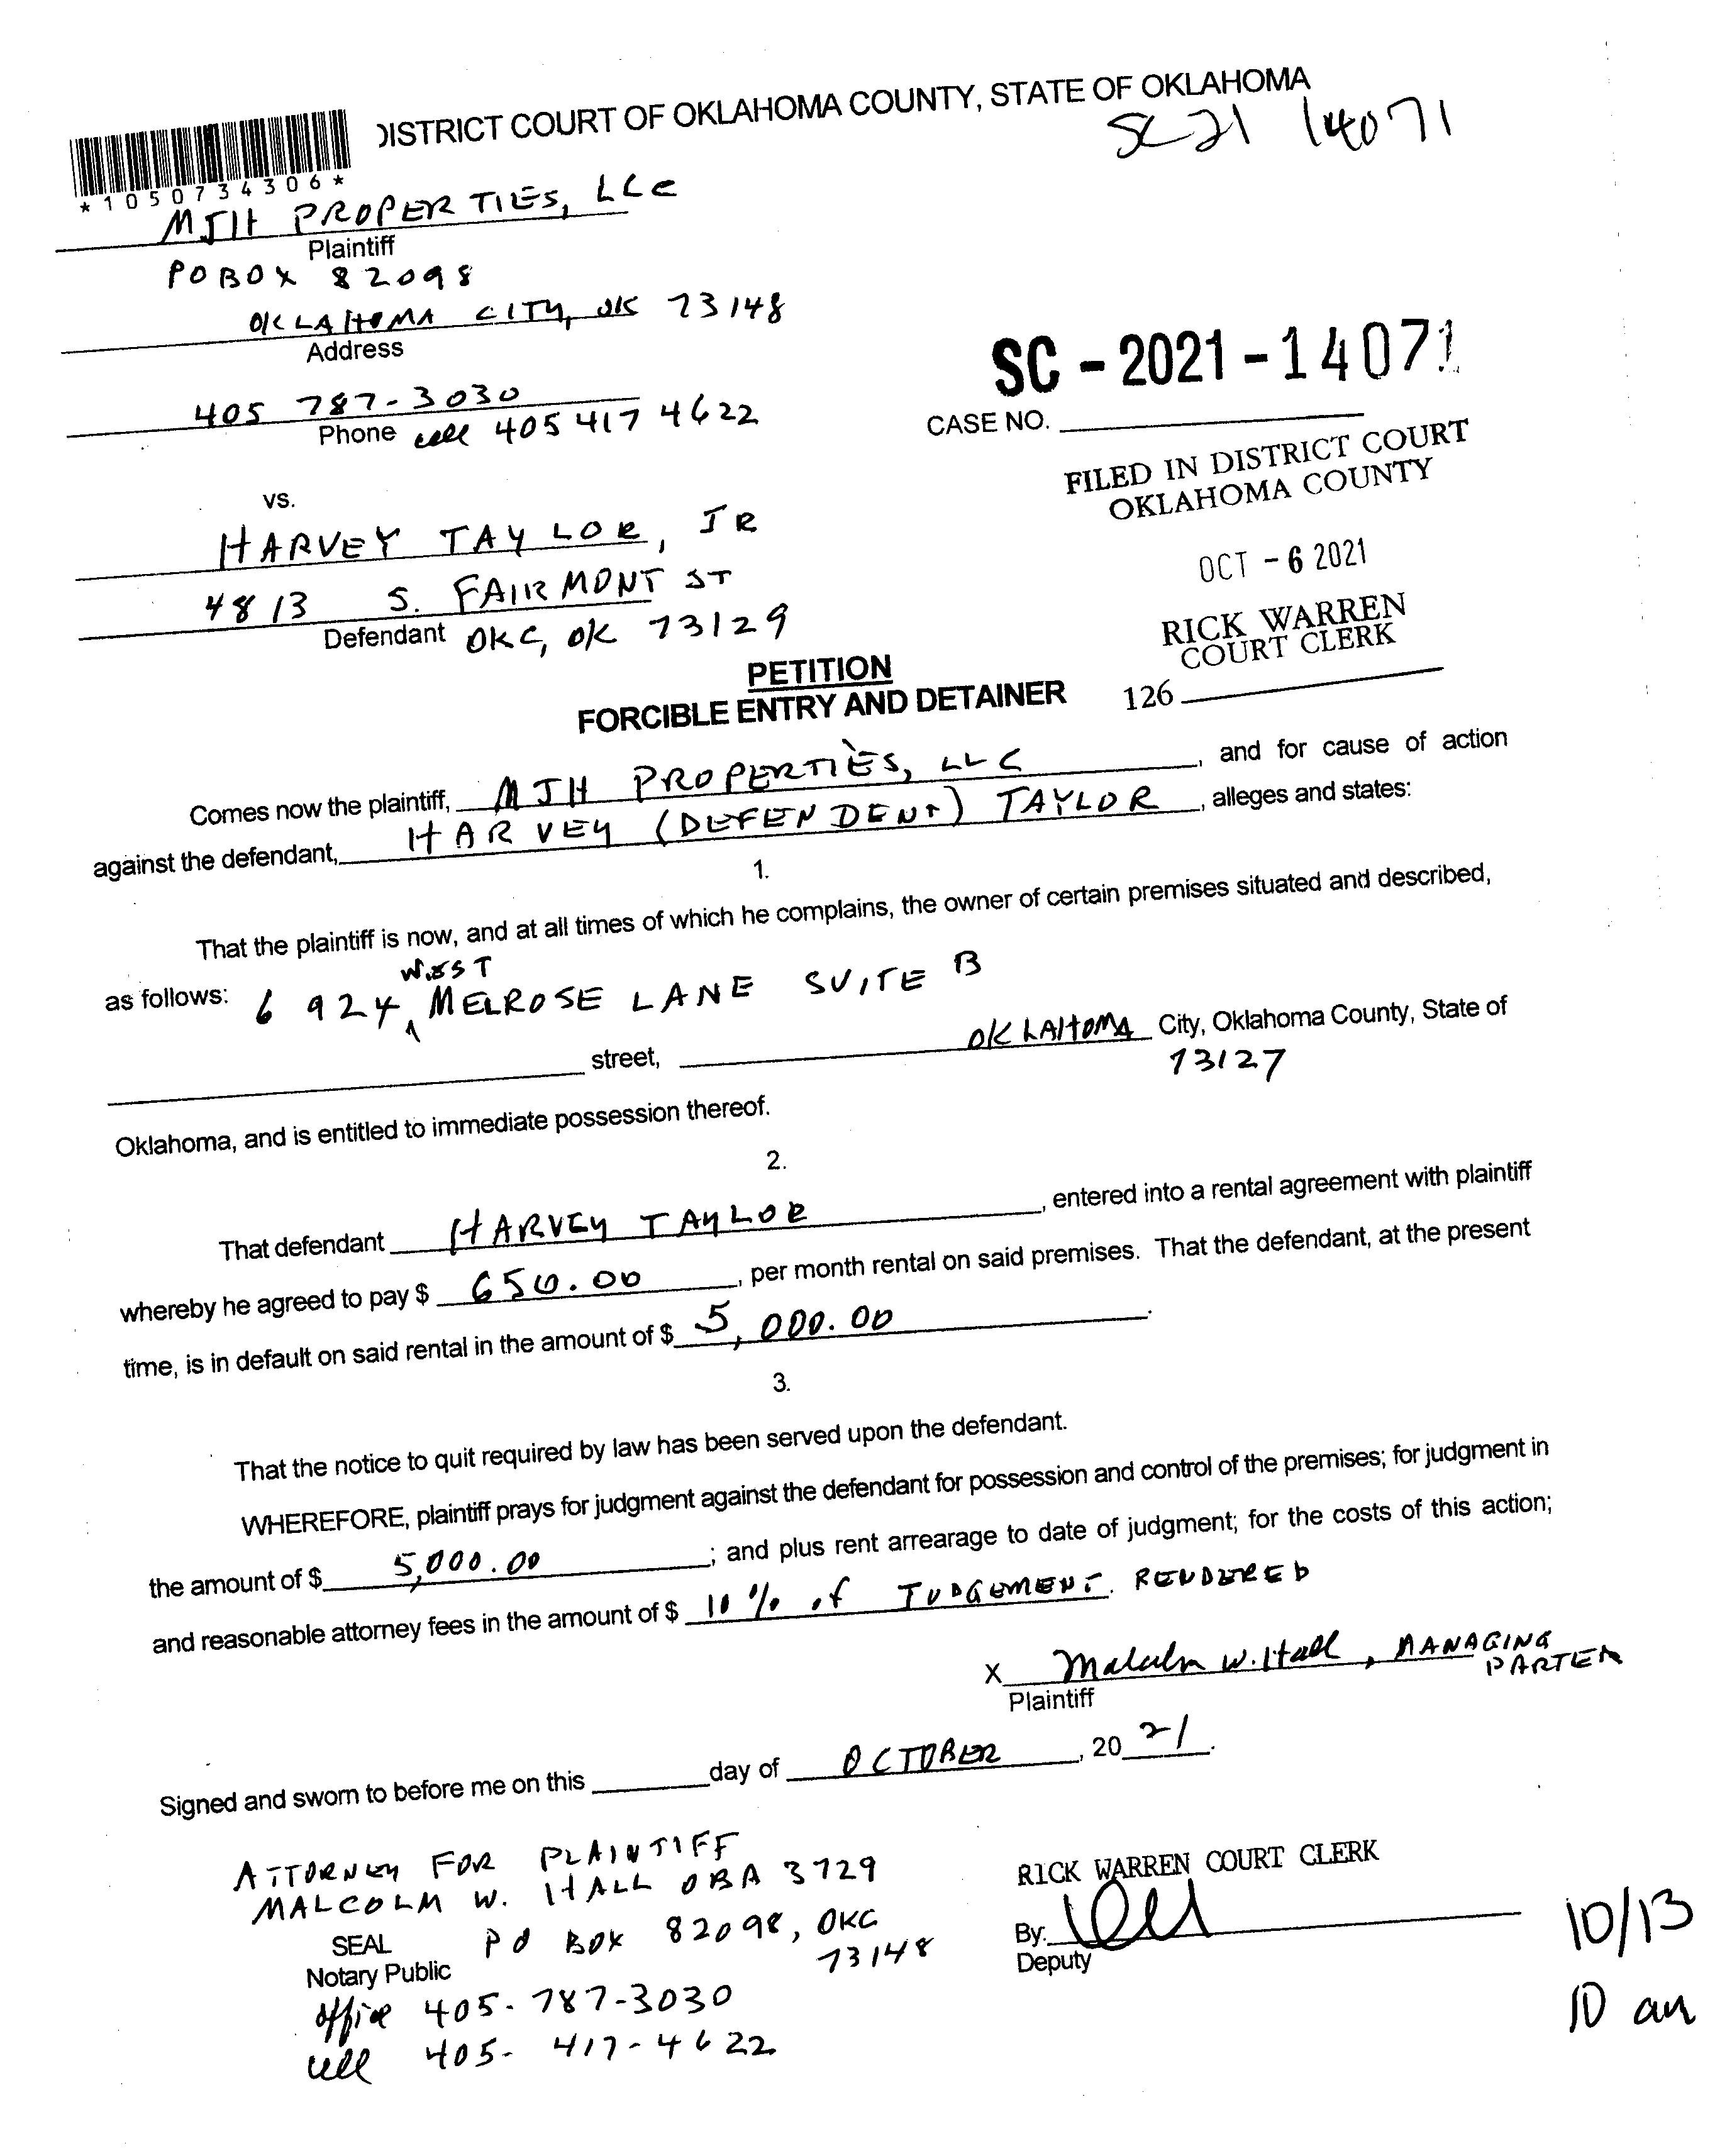 DISTRICT COURT OF OKLAHOMA COUNTY, STATE OF OKLAHOMA
SC 21 14071
*1050734306*
MJH PROPERTIES, LLC
Plaintiff
PO BOX 82098
OKLAHOMA CITY, OK 73148
Address
405 787-3030
Phone cell 405 417 4622
SC - 2021 - 14071
CASE NO.
FILED IN DISTRICT COURT
OKLAHOMA COUNTY
OCT - 6 2021
RICK WARREN
COURT CLERK
126
vs.
HARVEY TAYLOR, JR
4813 S. FAIRMONT ST
Defendant OKC, OK 73129
PETITION
FORCIBLE ENTRY AND DETAINER
Comes now the plaintiff, MJH PROPERTIES, LLC, and for cause of action
against the defendant, HARVEY (DEFENDENT) TAYLOR, alleges and states:
1.
That the plaintiff is now, and at all times of which he complains, the owner of certain premises situated and described,
as follows: 6924 WEST MELROSE LANE SUITE B
street, OKLAHOMA City, Oklahoma County, State of
73127
Oklahoma, and is entitled to immediate possession thereof.
2.
That defendant HARVEY TAYLOR, entered into a rental agreement with plaintiff
whereby he agreed to pay $ 650.00, per month rental on said premises. That the defendant, at the present
time, is in default on said rental in the amount of $ 5,000.00.
3.
That the notice to quit required by law has been served upon the defendant.
WHEREFORE, plaintiff prays for judgment against the defendant for possession and control of the premises; for judgment in
the amount of $ 5,000.00; and plus rent arrearage to date of judgment; for the costs of this action;
and reasonable attorney fees in the amount of $ 10% of JUDGEMENT. RENDERED
X Malcolm W. Hall, MANAGING
PARTER
Plaintiff
Signed and sworn to before me on this day of OCTOBER, 20 21.
ATTORNEY FOR PLAINTIFF
MALCOLM W. HALL OBA 3729
SEAL PO BOX 82098, OKC
Notary Public 73148
office 405-787-3030
cell 405-417-4622
RICK WARREN COURT CLERK
By:
Deputy
10/13
10 am